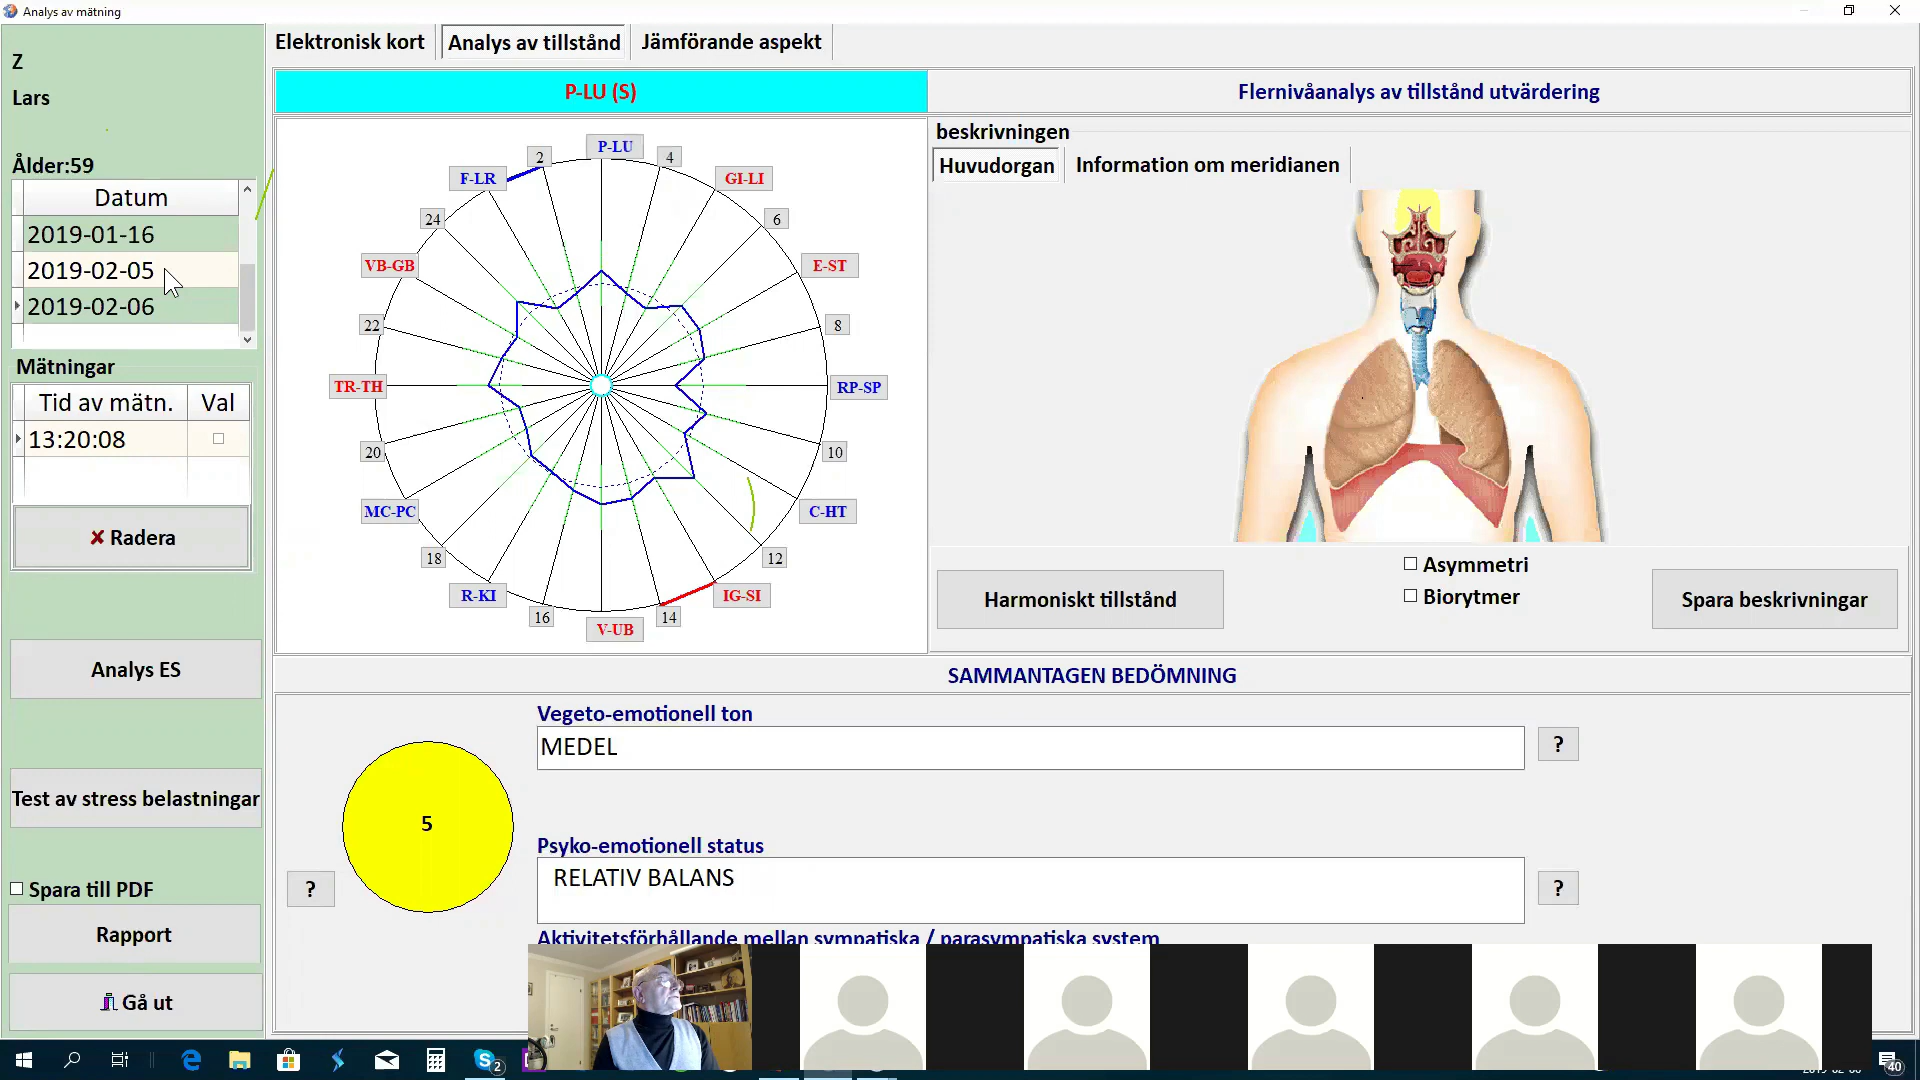 Analys av mätning
Z
Lars
Ålder:59
Datum
2019-01-16
2019-02-05
2019-02-06
Mätningar
Tid av mätn. Val
13:20:08
✘ Radera
Analys ES
Test av stress belastningar
Spara till PDF
Rapport
Gå ut
Elektronisk kort Analys av tillstånd Jämförande aspekt
P-LU (S)
Flernivåanalys av tillstånd utvärdering
P-LU
4
GI-LI
6
E-ST
8
RP-SP
10
C-HT
12
IG-SI
14
V-UB
16
R-KI
18
MC-PC
20
TR-TH
22
VB-GB
24
F-LR
2
beskrivningen
Huvudorgan Information om meridianen
Harmoniskt tillstånd
Asymmetri
Biorytmer
Spara beskrivningar
SAMMANTAGEN BEDÖMNING
5
?
Vegeto-emotionell ton
MEDEL
?
Psyko-emotionell status
RELATIV BALANS
?
Aktivitetsförhållande mellan sympatiska / parasympatiska system
2
40